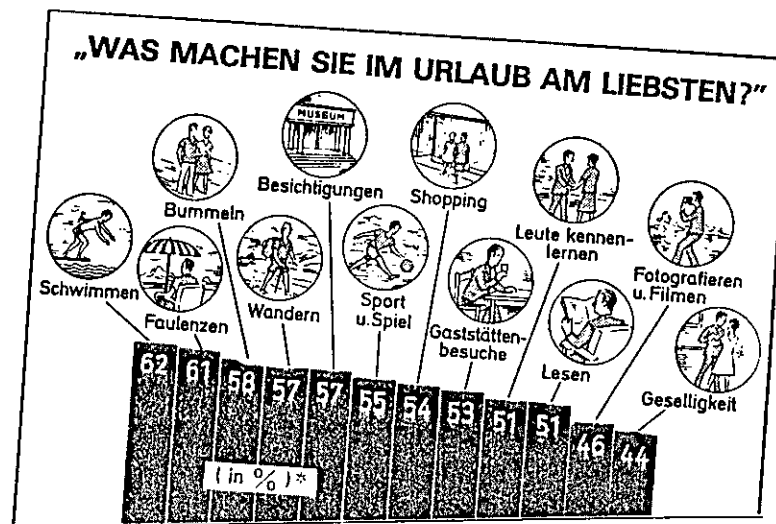 „WAS MACHEN SIE IM URLAUB AM LIEBSTEN?”
MUSEUM
Bummeln
Besichtigungen
Shopping
Leute kennen-
lernen
Fotografieren
u. Filmen
Schwimmen
Faulenzen
Wandern
Sport
u. Spiel
Gaststätten-
besuche
Lesen
Geselligkeit
62 61 58 57 57 55 54 53 51 51 46 44
( in % ) *